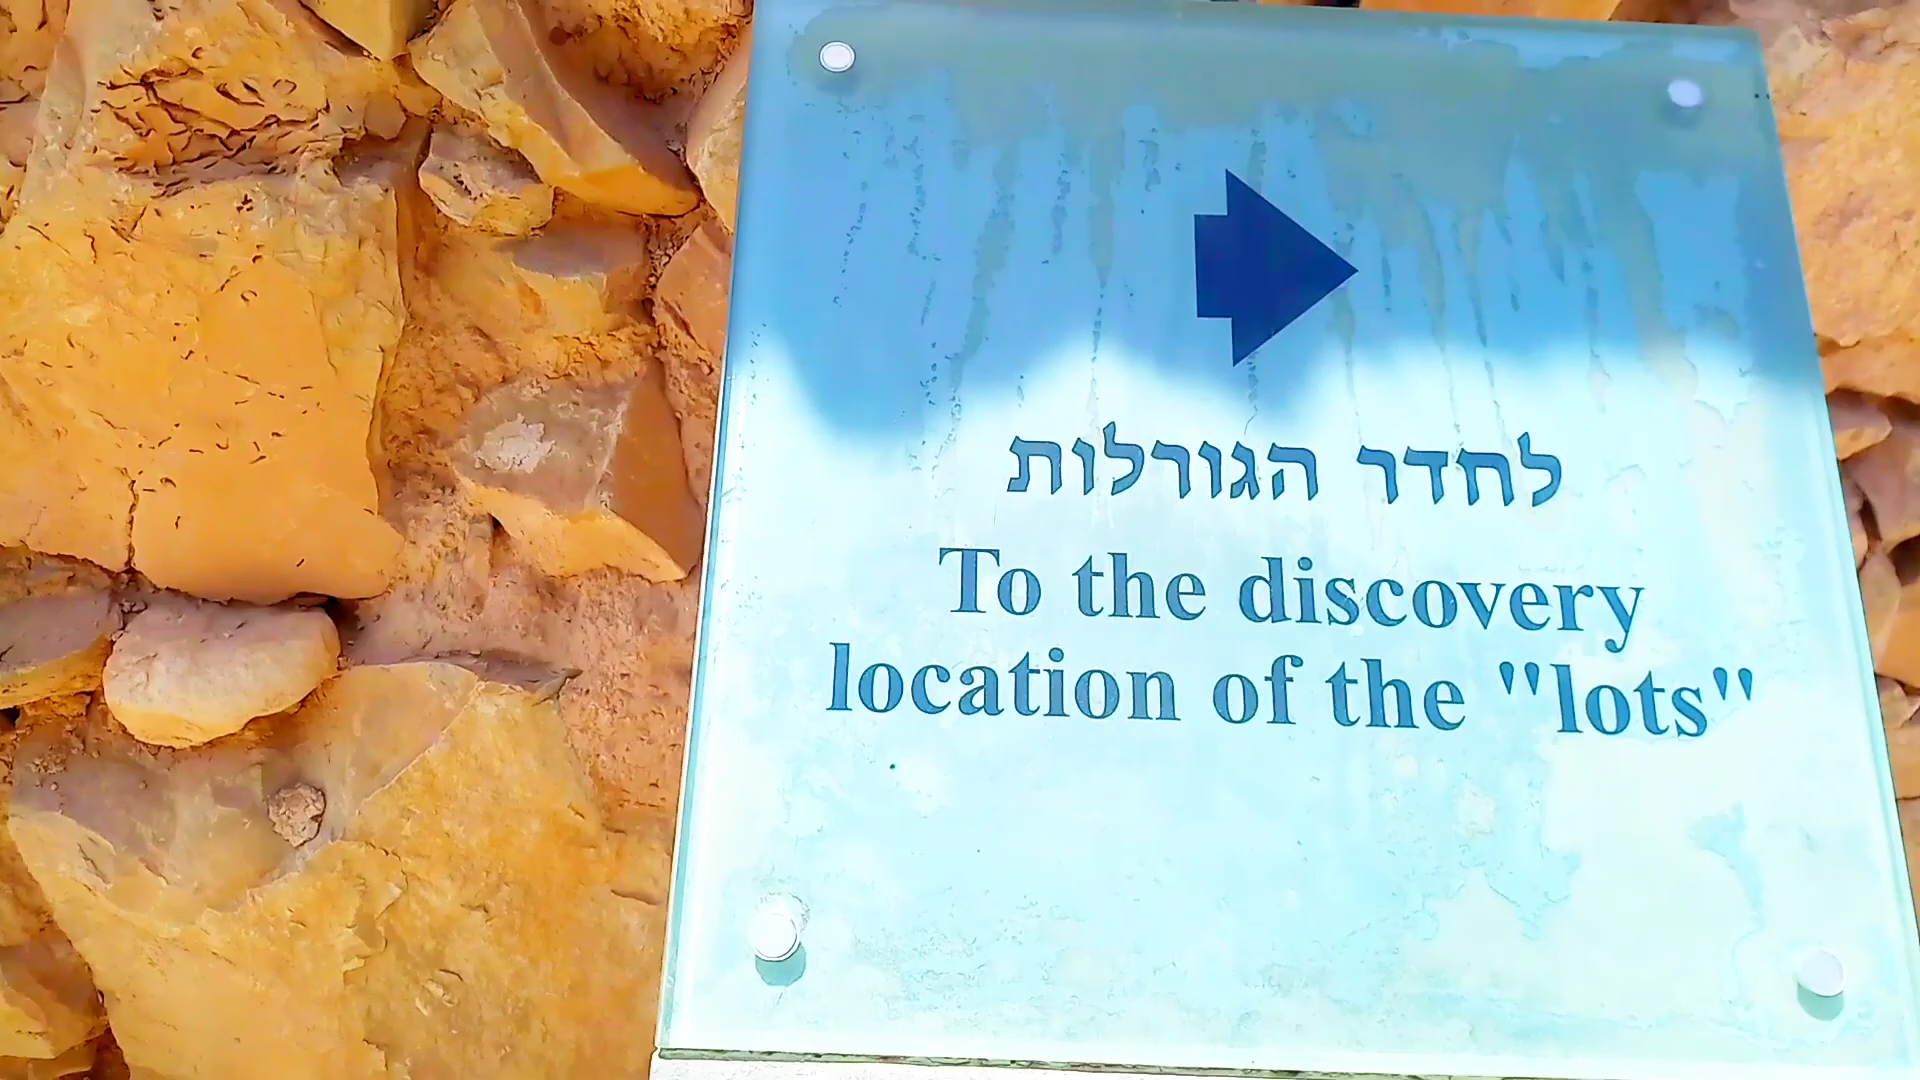 לחדר הגורלות
To the discovery
location of the "lots"